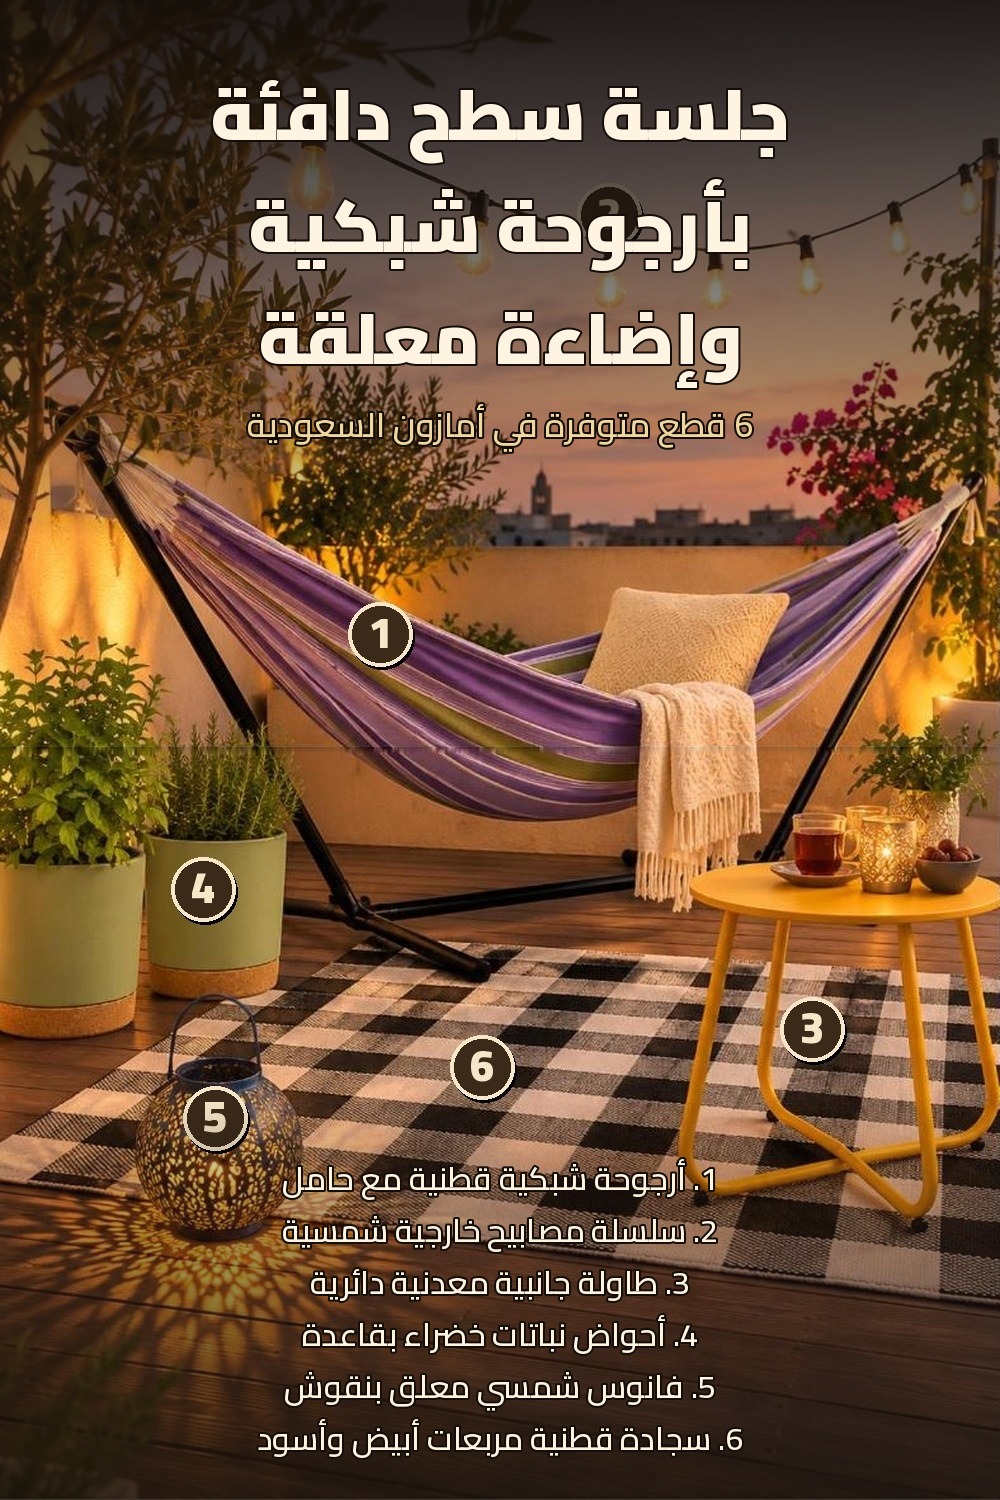 جلسة سطح دافئة
بأرجوحة شبكية
وإضاءة معلقة
6 قطع متوفرة في أمازون السعودية
2
1
4
3
6
5
1. أرجوحة شبكية قطنية مع حامل
2. سلسلة مصابيح خارجية شمسية
3. طاولة جانبية معدنية دائرية
4. أحواض نباتات خضراء بقاعدة
5. فانوس شمسي معلق بنقوش
6. سجادة قطنية مربعات أبيض وأسود